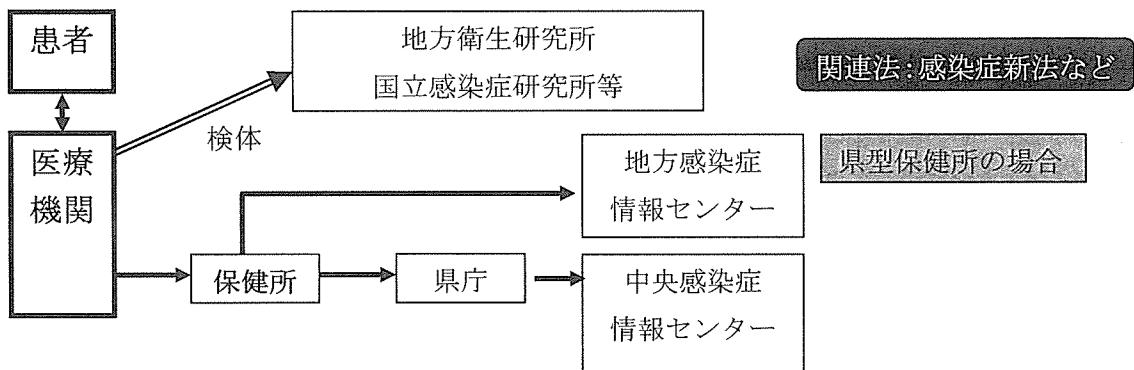 患者
地方衛生研究所
国立感染症研究所等
関連法:感染症新法など
検体
医療
機関
地方感染症
情報センター
県型保健所の場合
保健所
県庁
中央感染症
情報センター